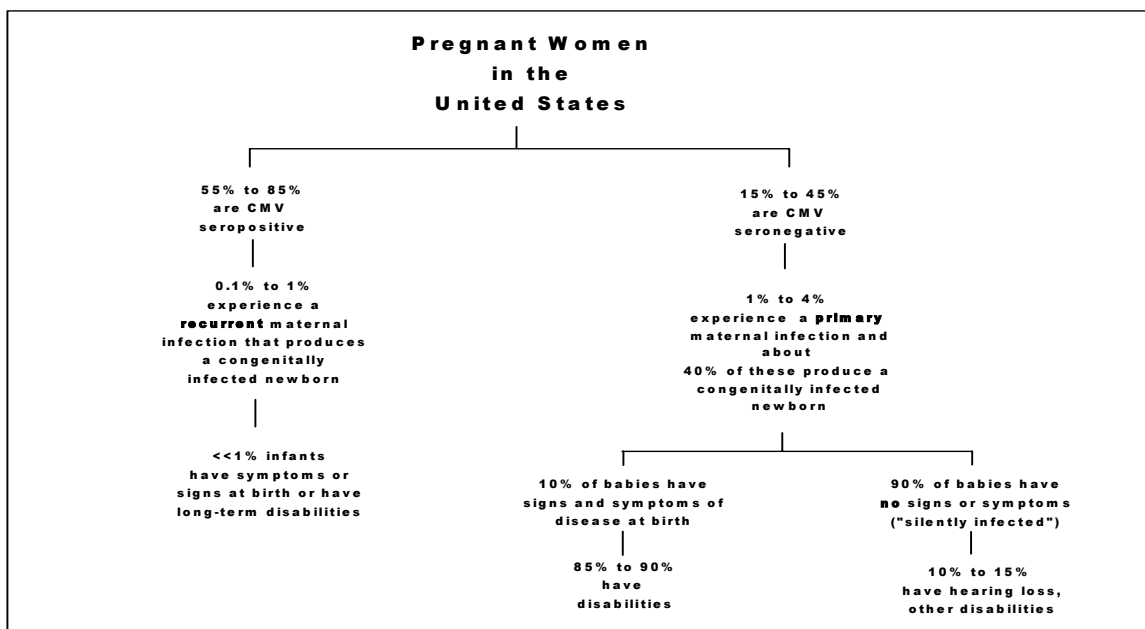 Pregnant Women
in the
United States
55% to 85%
are CMV
seropositive
15% to 45%
are CMV
seronegative
0.1% to 1%
experience a
recurrent maternal
infection that produces
a congenitally
infected newborn
1% to 4%
experience a primary
maternal infection and
about
40% of these produce a
congenitally infected
newborn
<<1% infants
have symptoms or
signs at birth or have
long-term disabilities
10% of babies have
signs and symptoms of
disease at birth
90% of babies have
no signs or symptoms
("silently infected")
85% to 90%
have
disabilities
10% to 15%
have hearing loss,
other disabilities